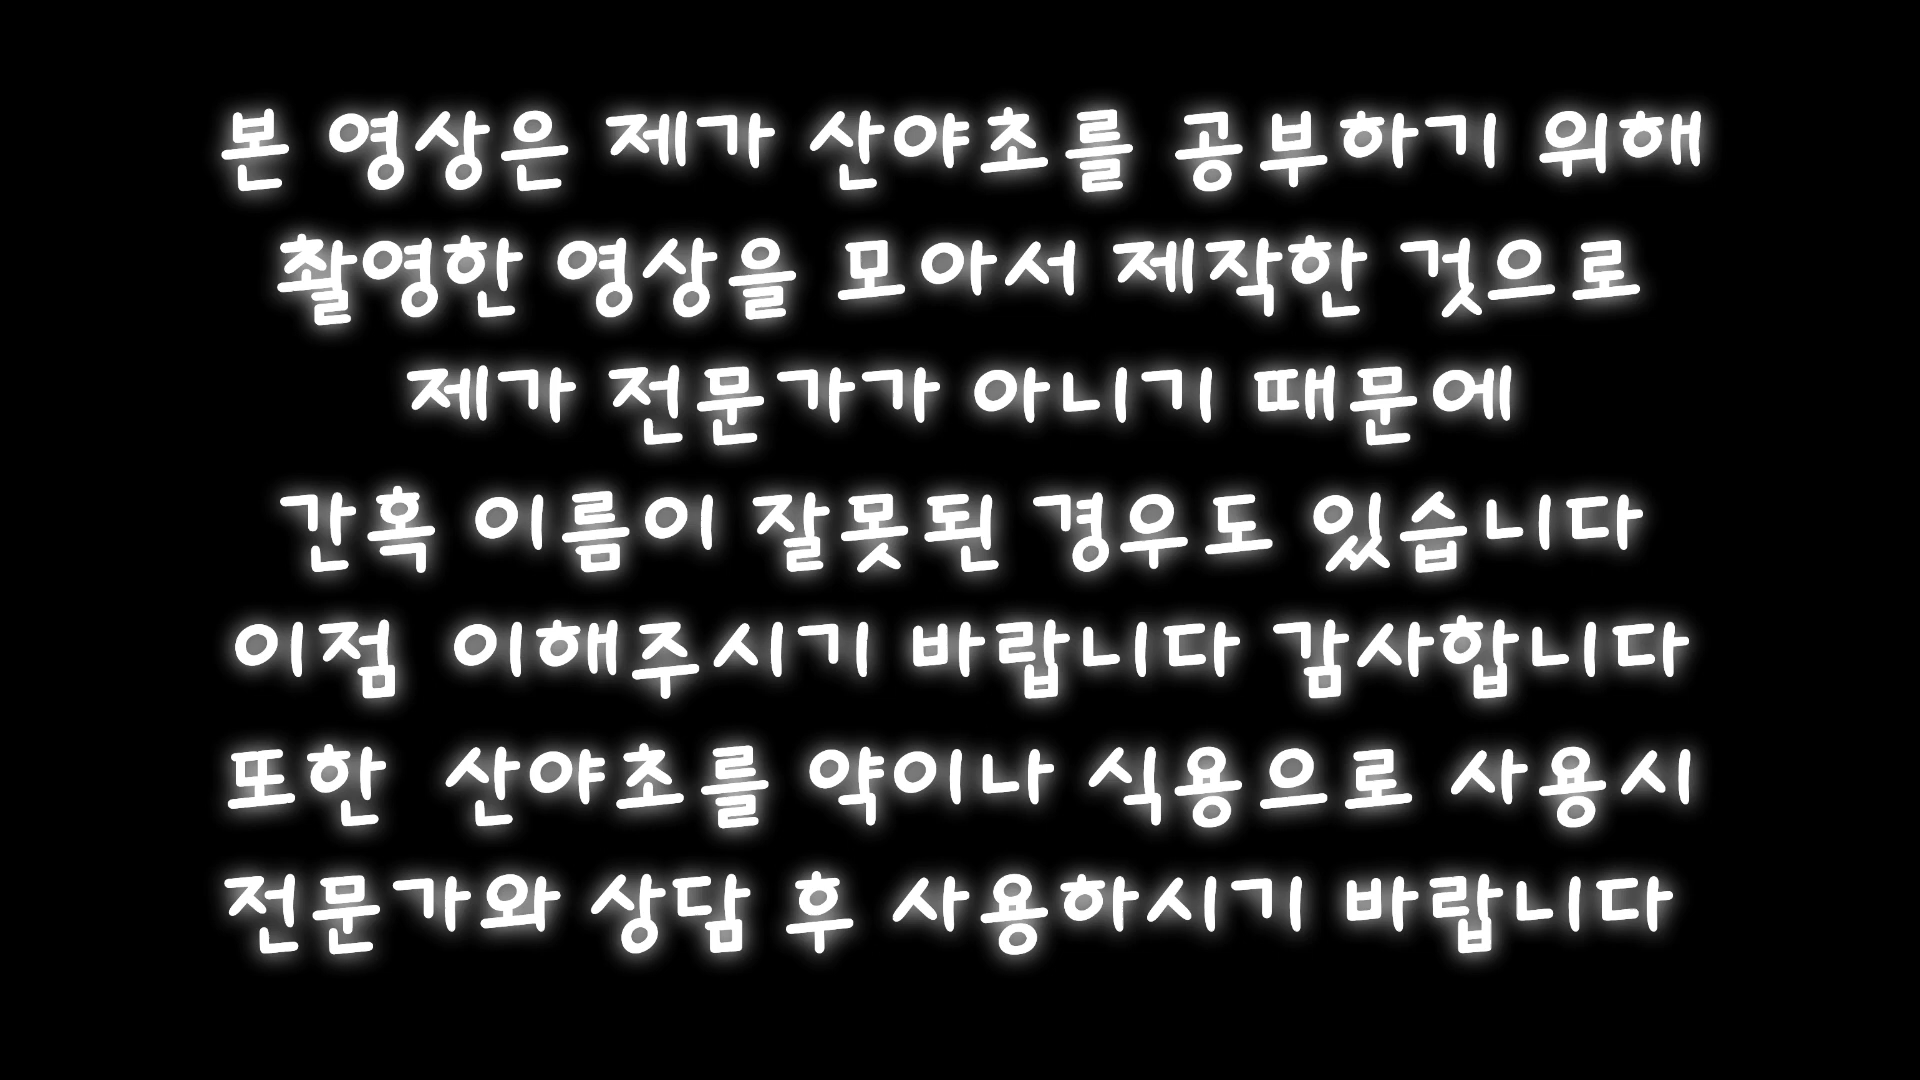 본 영상은 제가 산야초를 공부하기 위해
촬영한 영상을 모아서 제작한 것으로
제가 전문가가 아니기 때문에
간혹 이름이 잘못된 경우도 있습니다
이점 이해주시기 바랍니다 감사합니다
또한 산야초를 약이나 식용으로 사용시
전문가와 상담 후 사용하시기 바랍니다